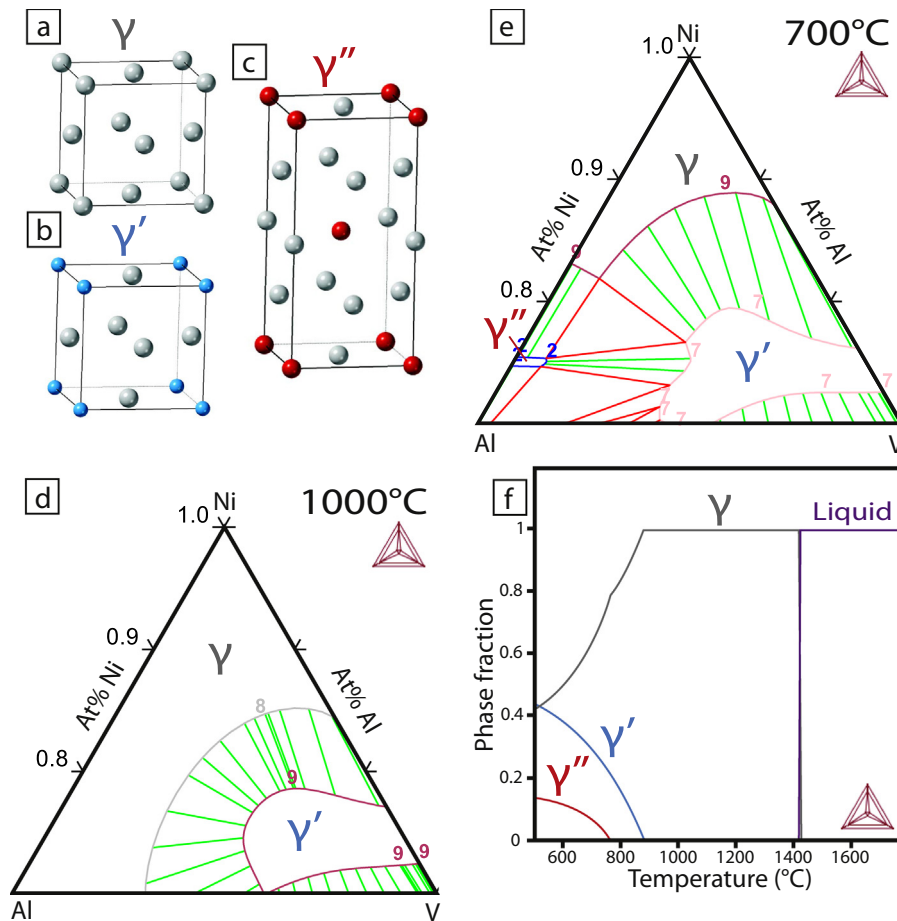 a
γ
b
γ'
c
γ''
e
700°C
Ni
1.0
0.9
0.8
At% Ni
At% Al
γ
9
9
7
γ''
2
2
2
7
γ'
7
7
7
7
Al
V
d
1000°C
Ni
1.0
0.9
0.8
At% Ni
At% Al
γ
8
9
γ'
9
9
Al
V
f
γ
Liquid
γ'
γ''
Phase fraction
1
0.8
0.6
0.4
0.2
0
600
800
1000
1200
1400
1600
Temperature (°C)